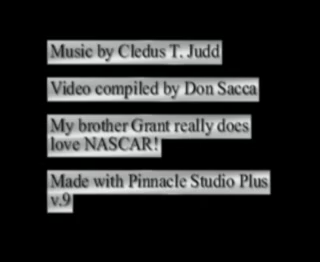 Music by Cledus T. Judd
Video compiled by Don Sacca
My brother Grant really does
love NASCAR!
Made with Pinnacle Studio Plus
v.9